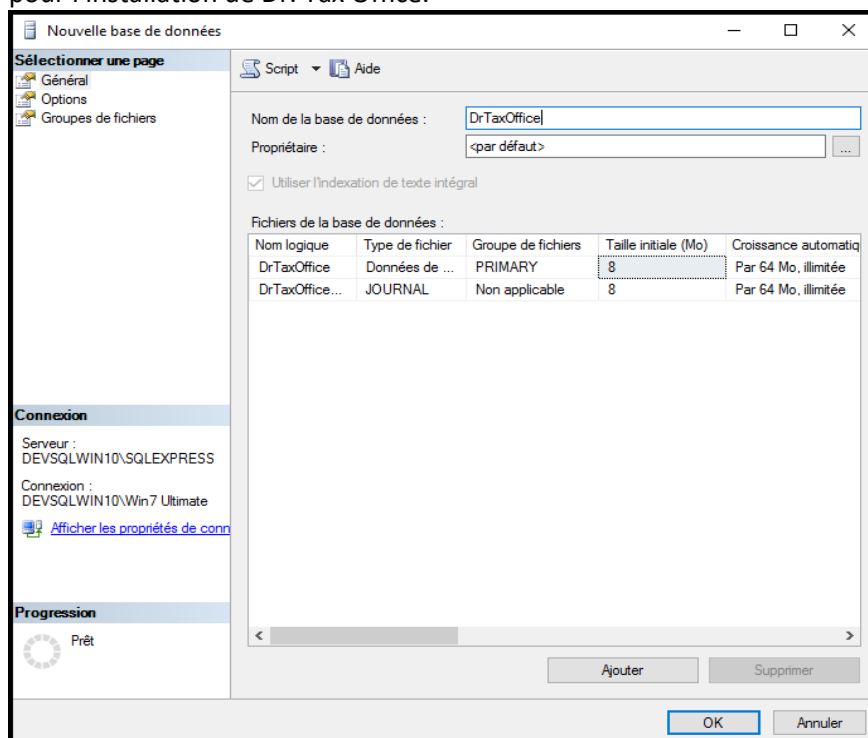 pour l'installation de Dr. Tax Office.
Nouvelle base de données
Sélectionner une page
Général
Options
Groupes de fichiers
Script Aide
Nom de la base de données : DrTaxOffice
Propriétaire : <par défaut> ...
Utiliser l'indexation de texte intégral
Fichiers de la base de données :
Nom logique Type de fichier Groupe de fichiers Taille initiale (Mo) Croissance automatiq
DrTaxOffice Données de ... PRIMARY 8 Par 64 Mo, illimitée
DrTaxOffice... JOURNAL Non applicable 8 Par 64 Mo, illimitée
Connexion
Serveur :
DEVSQLWIN10\SQLEXPRESS
Connexion :
DEVSQLWIN10\Win7 Ultimate
Afficher les propriétés de conn
Progression
Prêt
Ajouter Supprimer
OK Annuler